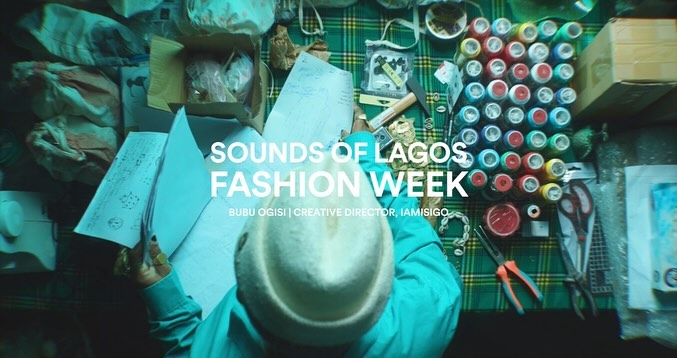 SOUNDS OF LAGOS
FASHION WEEK
BUBU OGISI | CREATIVE DIRECTOR, IAMISIGO